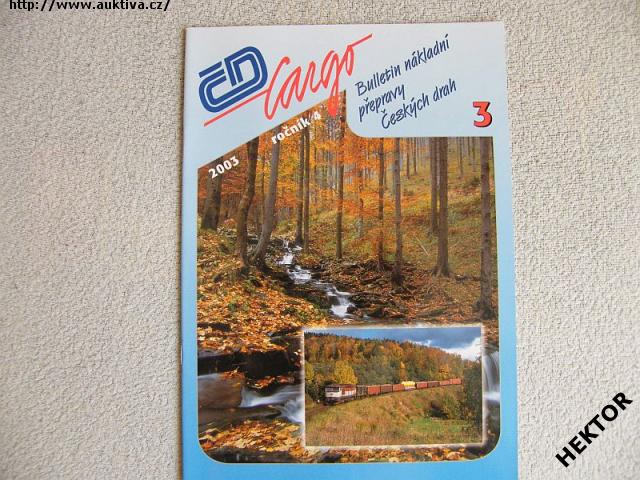 http://www.auktiva.cz/
ČD Cargo
Bulletin nákladní
přepravy
Českých drah
3
2003 ročník 4
HEKTOR